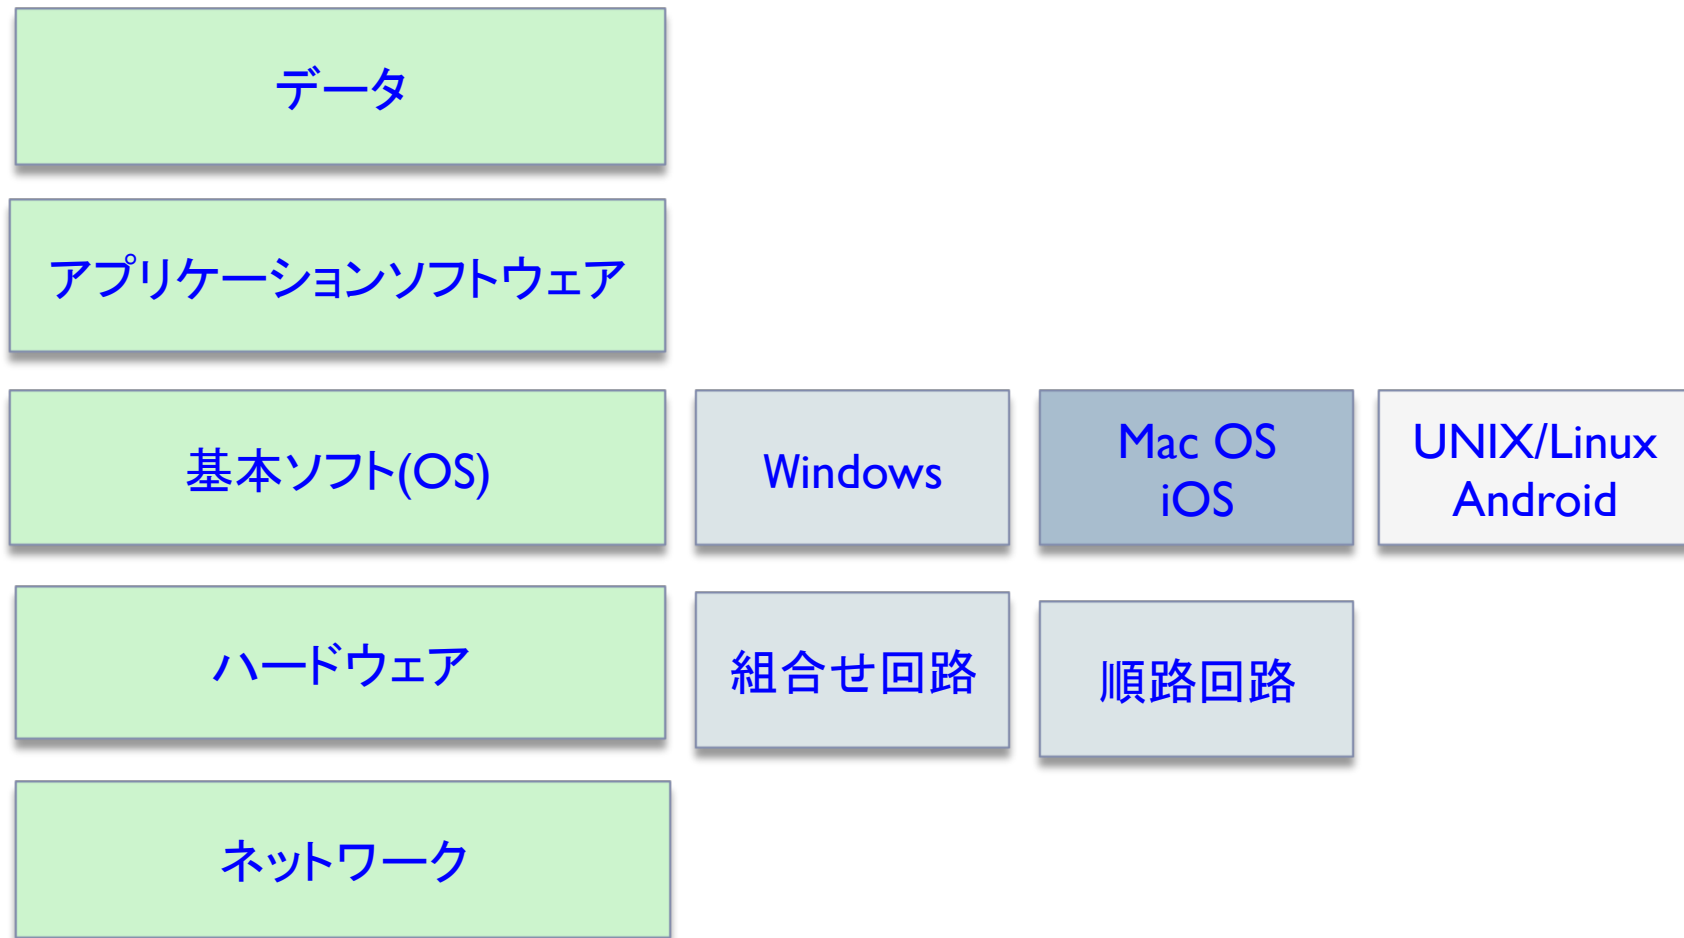 データ
アプリケーションソフトウェア
基本ソフト(OS)
Windows
Mac OS
iOS
UNIX/Linux
Android
ハードウェア
組合せ回路
順路回路
ネットワーク